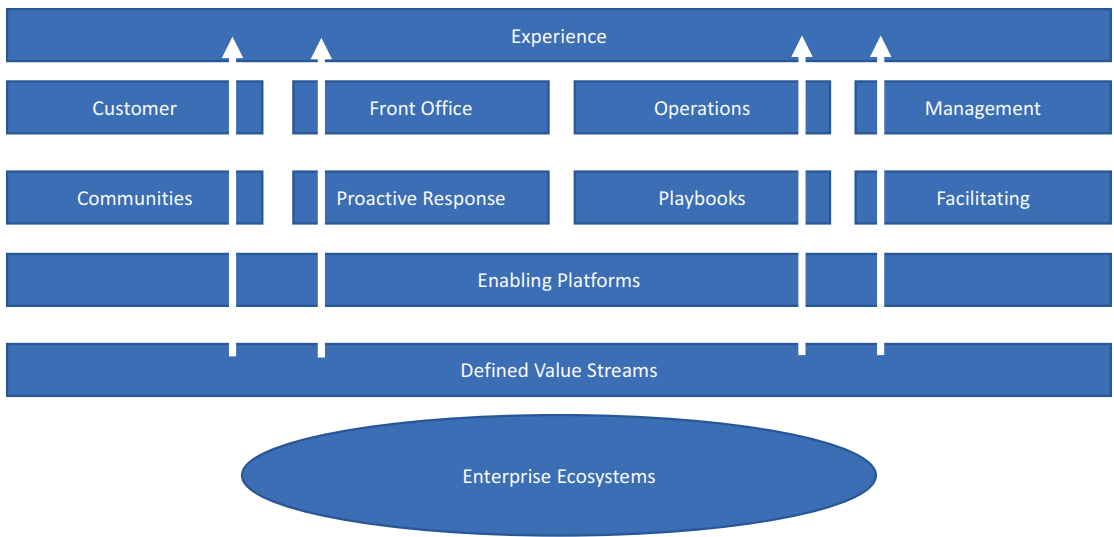 Experience
Customer
Front Office
Operations
Management
Communities
Proactive Response
Playbooks
Facilitating
Enabling Platforms
Defined Value Streams
Enterprise Ecosystems